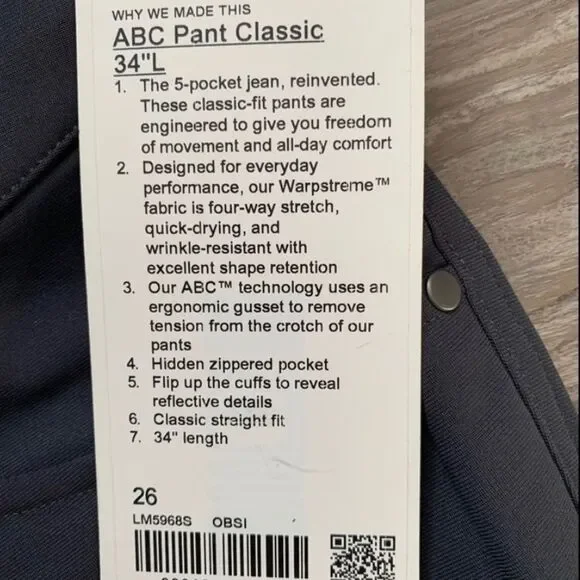 WHY WE MADE THIS
ABC Pant Classic
34"L
1. The 5-pocket jean, reinvented.
These classic-fit pants are
engineered to give you freedom
of movement and all-day comfort
2. Designed for everyday
performance, our Warpstreme™
fabric is four-way stretch,
quick-drying, and
wrinkle-resistant with
excellent shape retention
3. Our ABC™ technology uses an
ergonomic gusset to remove
tension from the crotch of our
pants
4. Hidden zippered pocket
5. Flip up the cuffs to reveal
reflective details
6. Classic straight fit
7. 34" length
26
LM5968S OBSI